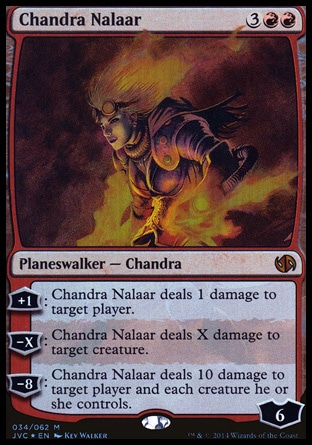 Chandra Nalaar 3
Planeswalker — Chandra
+1 : Chandra Nalaar deals 1 damage to
target player.
-X : Chandra Nalaar deals X damage to
target creature.
-8 : Chandra Nalaar deals 10 damage to
target player and each creature he or
she controls.
6
034/062 M
JVC ★ EN Kev Walker
™ & © 2014 Wizards of the Coast